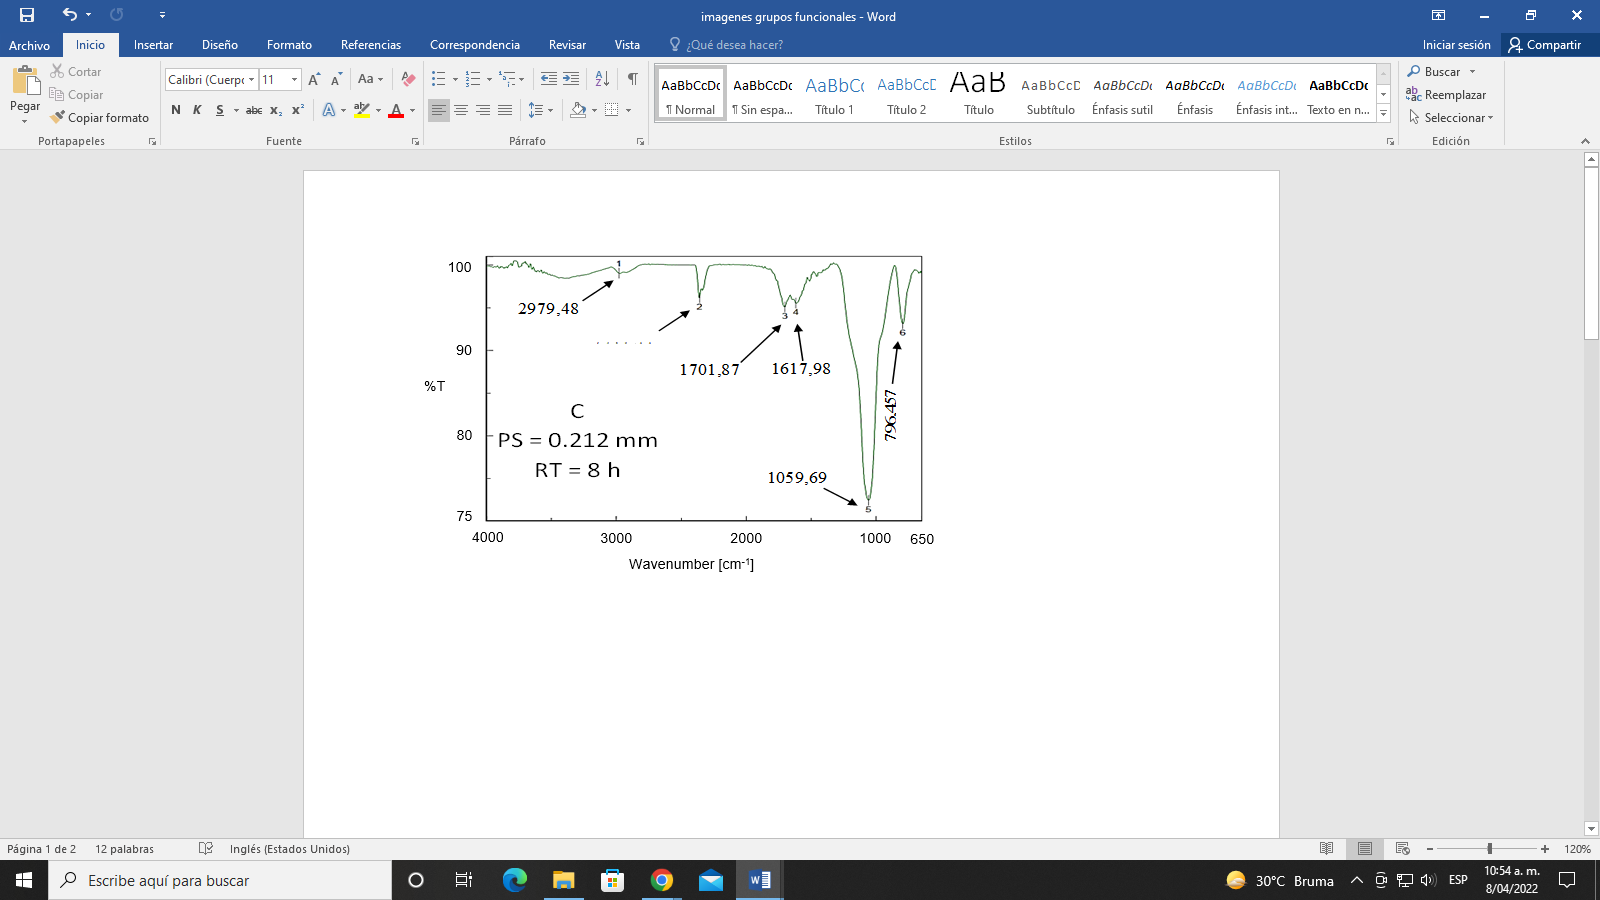 imagenes grupos funcionales - Word
Archivo Inicio Insertar Diseño Formato Referencias Correspondencia Revisar Vista ¿Qué desea hacer? Iniciar sesión Compartir
Pegar
Cortar
Copiar
Copiar formato
Portapapeles
Calibri (Cuerpo 11
Aa
N K S abc x₂ x² A ab A
Fuente
Párrafo
AaBbCcDc AaBbCcDc AaBbCc AaBbCcD AaB AaBbCcD AaBbCcDc AaBbCcDc AaBbCcDc AaBbCcDc
¶ Normal ¶ Sin espa... Título 1 Título 2 Título Subtítulo Énfasis sutil Énfasis Énfasis int... Texto en n...
Estilos
Buscar
Reemplazar
Seleccionar
Edición
100
90
%T
80
75
1
2979,48
2
3 4
1701,87 1617,98
6
796.457
C
PS = 0.212 mm
RT = 8 h
1059,69
5
4000 3000 2000 1000 650
Wavenumber [cm-1]
Página 1 de 2 12 palabras Inglés (Estados Unidos) 120%
Escribe aquí para buscar
30°C Bruma
ESP
10:54 a. m.
8/04/2022